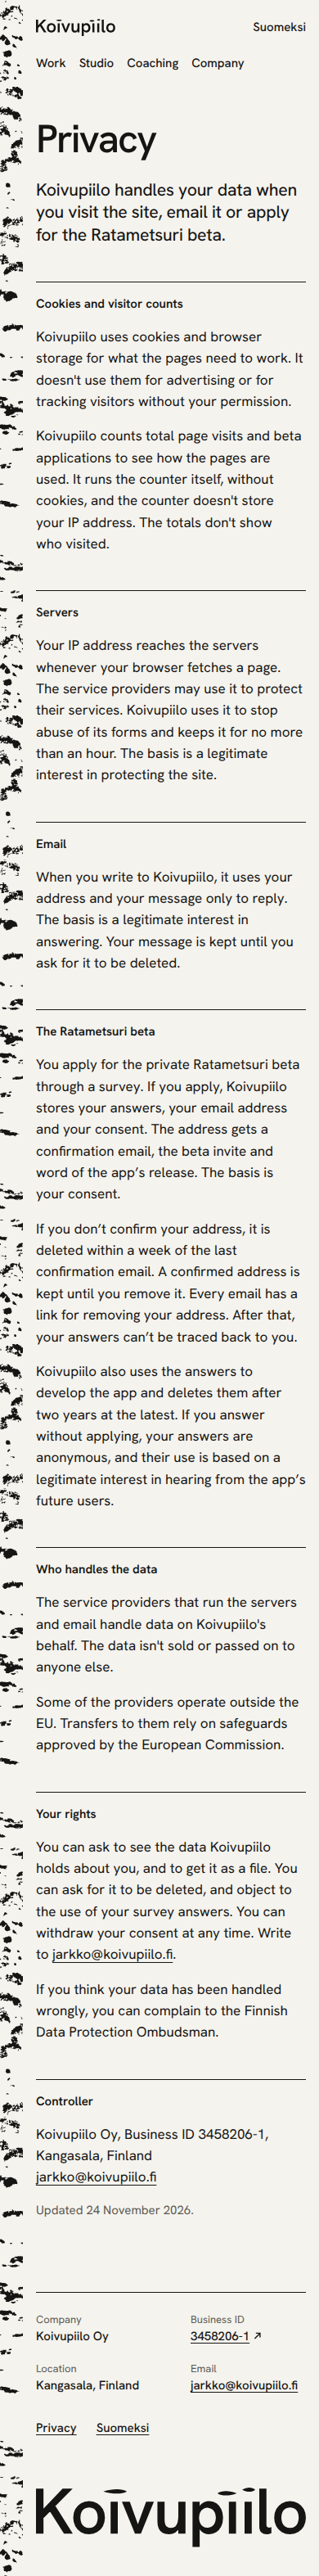 Koivupiilo
Suomeksi
Work Studio Coaching Company
Privacy
Koivupiilo handles your data when
you visit the site, email it or apply
for the Ratametsuri beta.
Cookies and visitor counts
Koivupiilo uses cookies and browser
storage for what the pages need to work. It
doesn't use them for advertising or for
tracking visitors without your permission.
Koivupiilo counts total page visits and beta
applications to see how the pages are
used. It runs the counter itself, without
cookies, and the counter doesn't store
your IP address. The totals don't show
who visited.
Servers
Your IP address reaches the servers
whenever your browser fetches a page.
The service providers may use it to protect
their services. Koivupiilo uses it to stop
abuse of its forms and keeps it for no more
than an hour. The basis is a legitimate
interest in protecting the site.
Email
When you write to Koivupiilo, it uses your
address and your message only to reply.
The basis is a legitimate interest in
answering. Your message is kept until you
ask for it to be deleted.
The Ratametsuri beta
You apply for the private Ratametsuri beta
through a survey. If you apply, Koivupiilo
stores your answers, your email address
and your consent. The address gets a
confirmation email, the beta invite and
word of the app’s release. The basis is
your consent.
If you don’t confirm your address, it is
deleted within a week of the last
confirmation email. A confirmed address is
kept until you remove it. Every email has a
link for removing your address. After that,
your answers can’t be traced back to you.
Koivupiilo also uses the answers to
develop the app and deletes them after
two years at the latest. If you answer
without applying, your answers are
anonymous, and their use is based on a
legitimate interest in hearing from the app’s
future users.
Who handles the data
The service providers that run the servers
and email handle data on Koivupiilo's
behalf. The data isn't sold or passed on to
anyone else.
Some of the providers operate outside the
EU. Transfers to them rely on safeguards
approved by the European Commission.
Your rights
You can ask to see the data Koivupiilo
holds about you, and to get it as a file. You
can ask for it to be deleted, and object to
the use of your survey answers. You can
withdraw your consent at any time. Write
to jarkko@koivupiilo.fi.
If you think your data has been handled
wrongly, you can complain to the Finnish
Data Protection Ombudsman.
Controller
Koivupiilo Oy, Business ID 3458206-1,
Kangasala, Finland
jarkko@koivupiilo.fi
Updated 24 November 2026.
Company
Koivupiilo Oy
Business ID
3458206-1 ↗
Location
Kangasala, Finland
Email
jarkko@koivupiilo.fi
Privacy Suomeksi
Koivupiilo